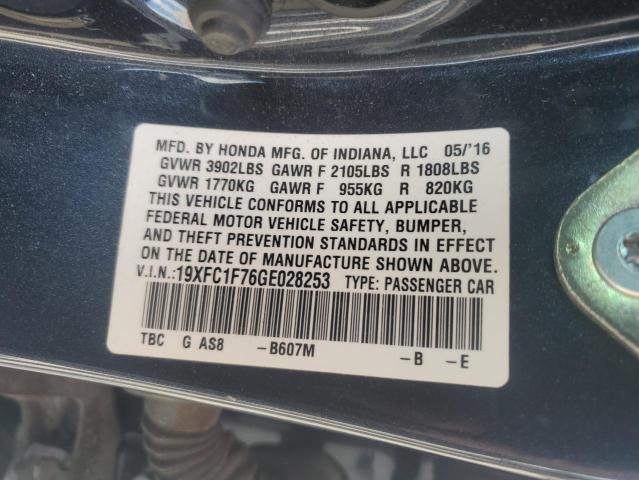 MFD. BY HONDA MFG. OF INDIANA, LLC 05/'16
GVWR 3902LBS GAWR F 2105LBS R 1808LBS
GVWR 1770KG GAWR F 955KG R 820KG
THIS VEHICLE CONFORMS TO ALL APPLICABLE
FEDERAL MOTOR VEHICLE SAFETY, BUMPER,
AND THEFT PREVENTION STANDARDS IN EFFECT
ON THE DATE OF MANUFACTURE SHOWN ABOVE.
V.I.N.:19XFC1F76GE028253 TYPE: PASSENGER CAR
TBC G AS8 -B607M -B -E